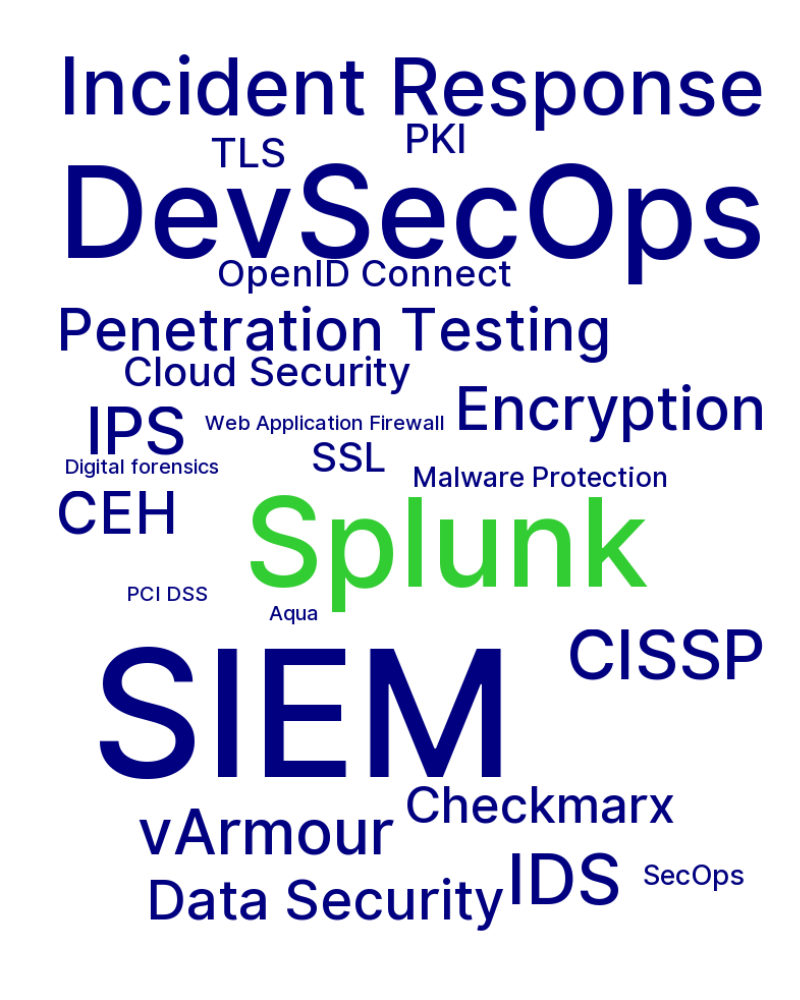 Incident Response
TLS
PKI
DevSecOps
OpenID Connect
Penetration Testing
Cloud Security
Encryption
IPS
Web Application Firewall
SSL
Digital forensics
Malware Protection
CEH
Splunk
PCI DSS
Aqua
CISSP
SIEM
Checkmarx
vArmour
IDS
SecOps
Data Security